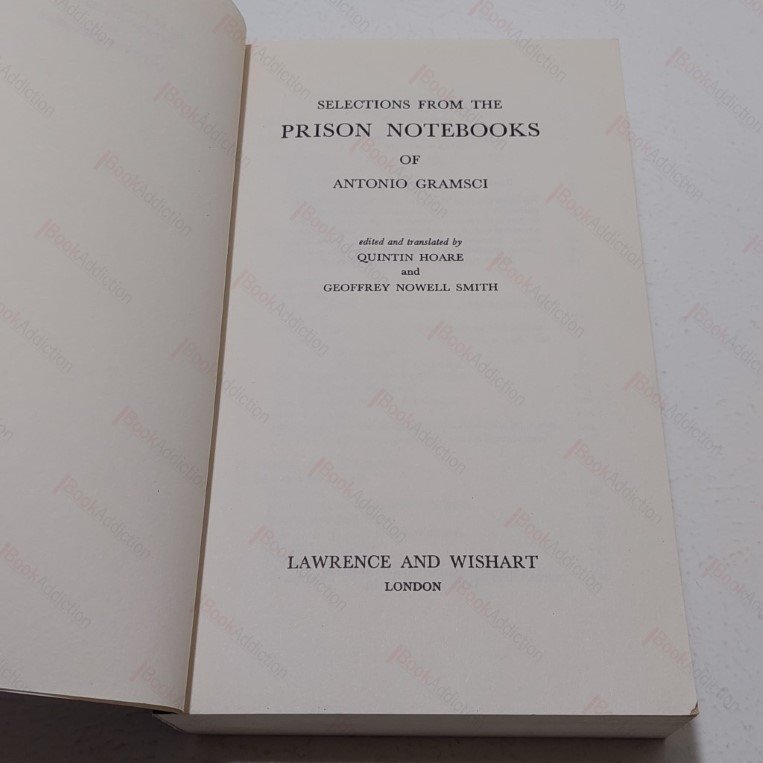 SELECTIONS FROM THE
PRISON NOTEBOOKS
OF
ANTONIO GRAMSCI
edited and translated by
QUINTIN HOARE
and
GEOFFREY NOWELL SMITH
LAWRENCE AND WISHART
LONDON
iBookAddiction